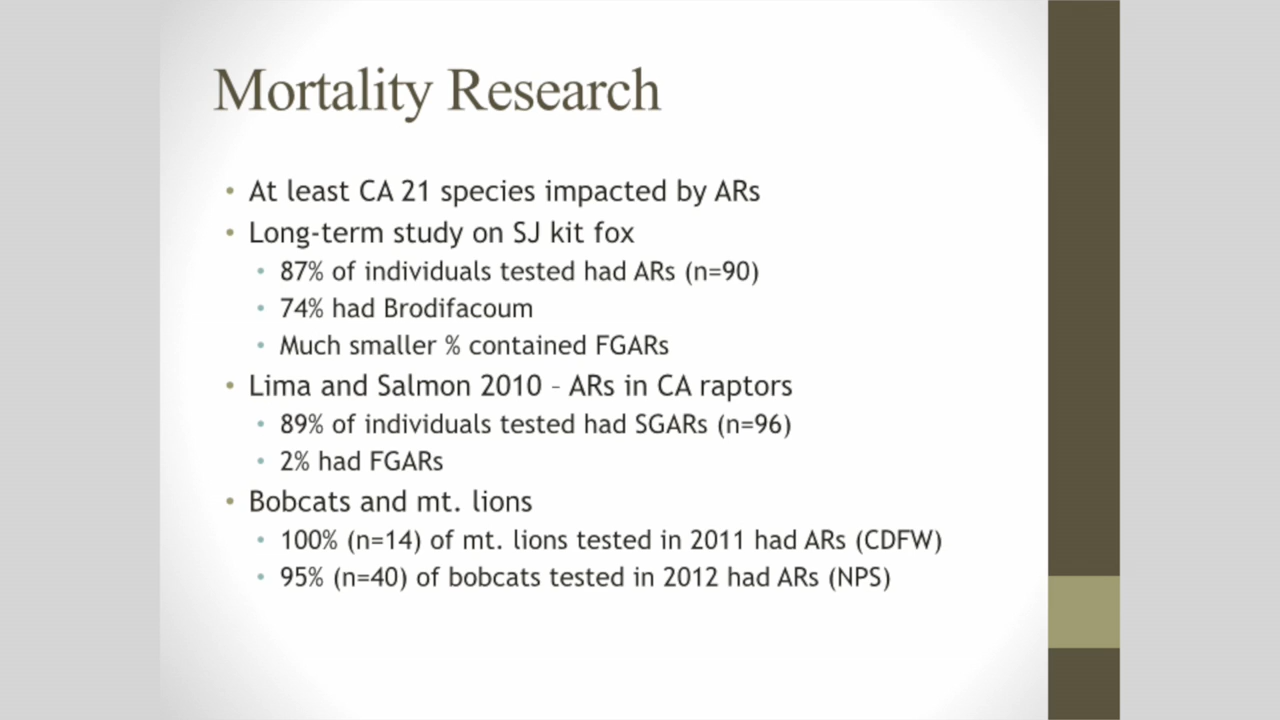 Mortality Research
• At least CA 21 species impacted by ARs
• Long-term study on SJ kit fox
• 87% of individuals tested had ARs (n=90)
• 74% had Brodifacoum
• Much smaller % contained FGARs
• Lima and Salmon 2010 – ARs in CA raptors
• 89% of individuals tested had SGARs (n=96)
• 2% had FGARs
• Bobcats and mt. lions
• 100% (n=14) of mt. lions tested in 2011 had ARs (CDFW)
• 95% (n=40) of bobcats tested in 2012 had ARs (NPS)